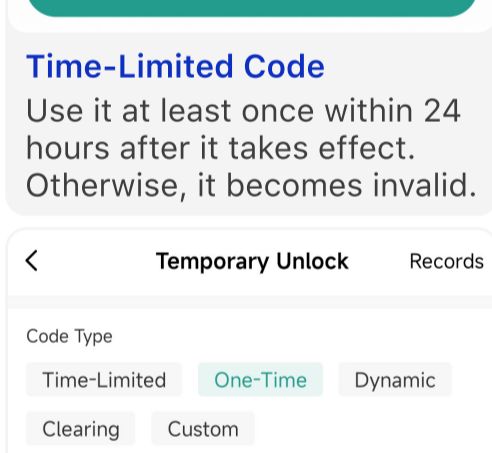 Time-Limited Code
Use it at least once within 24
hours after it takes effect.
Otherwise, it becomes invalid.
Temporary Unlock Records
Code Type
Time-Limited One-Time Dynamic
Clearing Custom